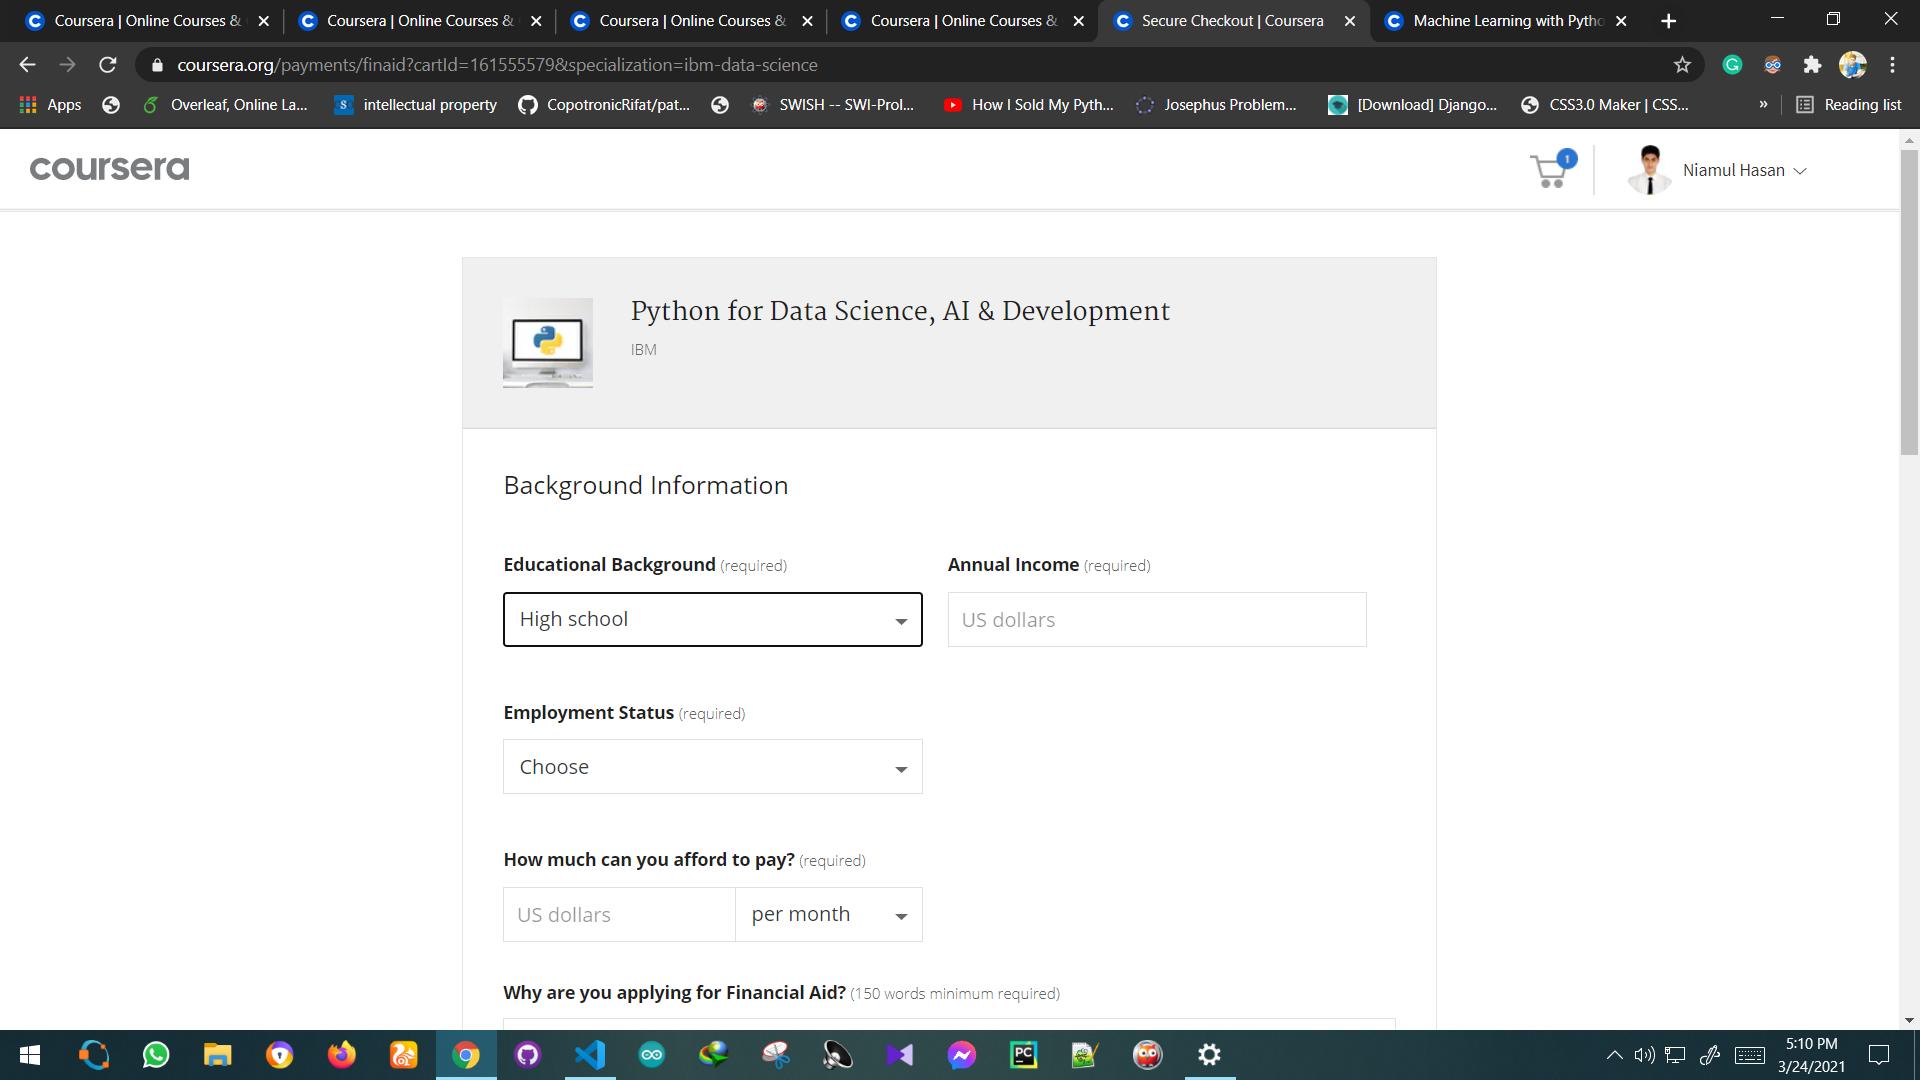 Coursera | Online Courses &
Coursera | Online Courses &
Coursera | Online Courses &
Coursera | Online Courses &
Secure Checkout | Coursera
Machine Learning with Pytho
coursera.org/payments/finaid?cartId=161555579&specialization=ibm-data-science
Apps
Overleaf, Online La...
intellectual property
CopotronicRifat/pat...
SWISH -- SWI-Prol...
How I Sold My Pyth...
Josephus Problem...
[Download] Django...
CSS3.0 Maker | CSS...
»
Reading list
coursera
1
Niamul Hasan
Python for Data Science, AI & Development
IBM
Background Information
Educational Background (required)
Annual Income (required)
High school
US dollars
Employment Status (required)
Choose
How much can you afford to pay? (required)
US dollars
per month
Why are you applying for Financial Aid? (150 words minimum required)
5:10 PM
3/24/2021